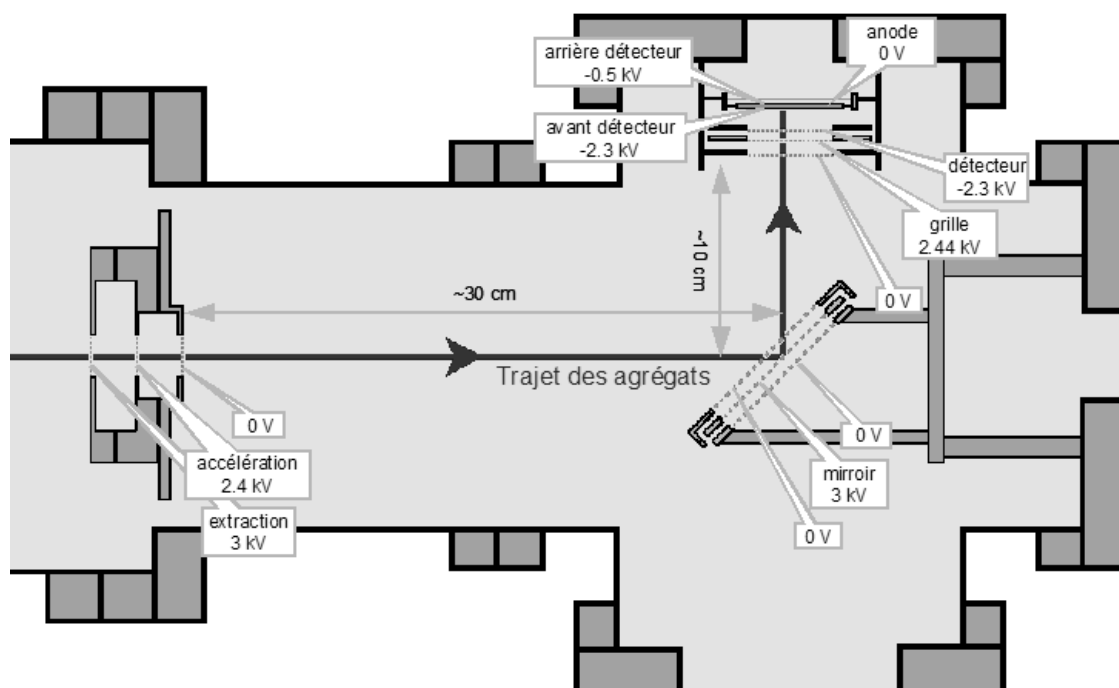 arrière détecteur
-0.5 kV
anode
0 V
avant détecteur
-2.3 kV
détecteur
-2.3 kV
grille
2.44 kV
0 V
~10 cm
~30 cm
Trajet des agrégats
0 V
accélération
2.4 kV
extraction
3 kV
0 V
mirroir
3 kV
0 V